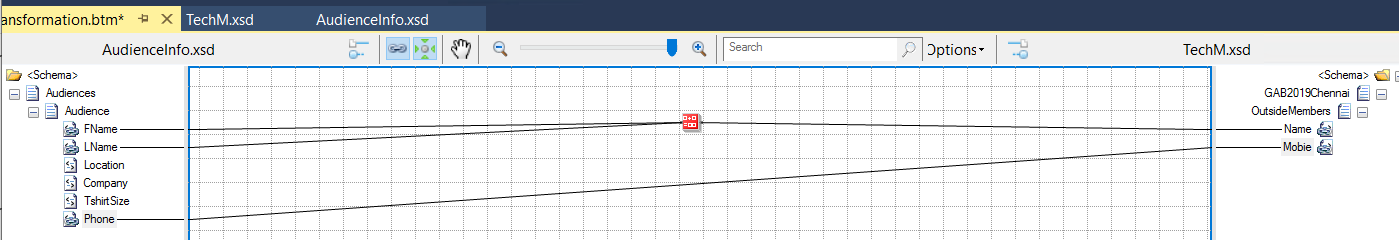 ansformation.btm* TechM.xsd AudienceInfo.xsd
AudienceInfo.xsd Search Options TechM.xsd
<Schema> <Schema>
Audiences GAB2019Chennai
Audience OutsideMembers
FName Name
LName Mobie
Location
Company
TshirtSize
Phone